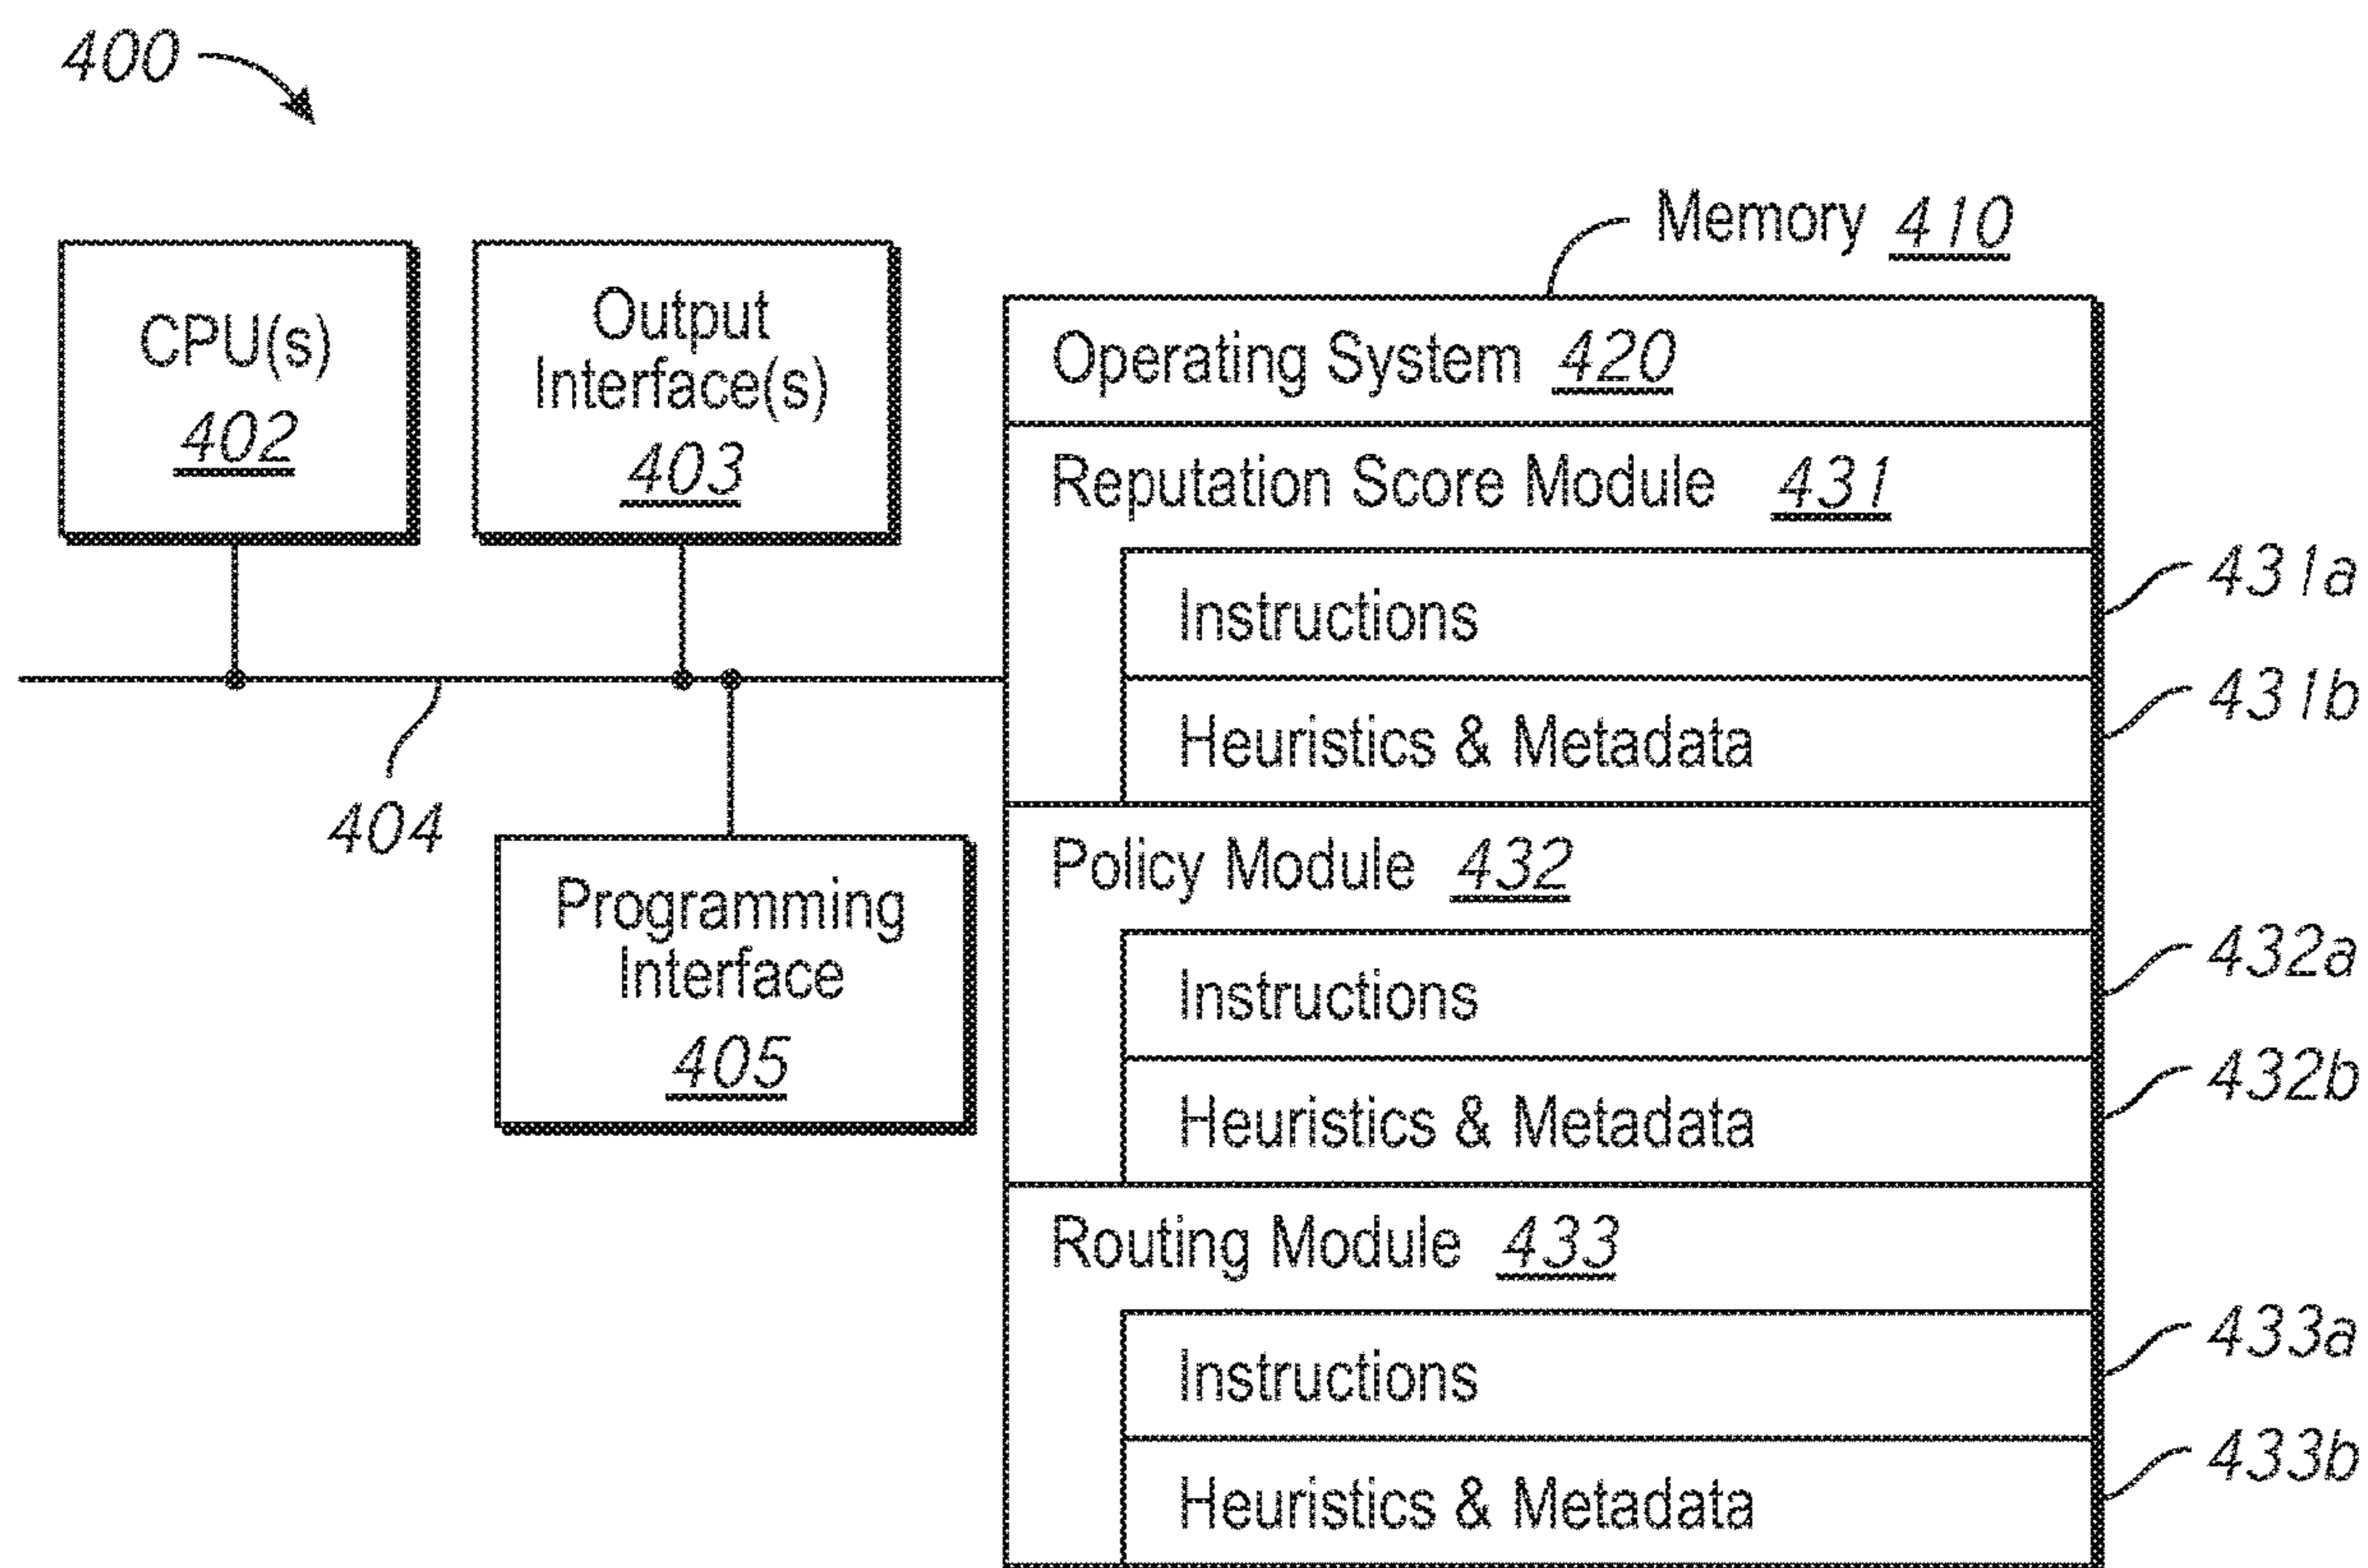 400
Memory 410
CPU(s)
402
Output
Interface(s)
403
404
Programming
Interface
405
Operating System 420
Reputation Score Module 431
Instructions
431a
Heuristics & Metadata
431b
Policy Module 432
Instructions
432a
Heuristics & Metadata
432b
Routing Module 433
Instructions
433a
Heuristics & Metadata
433b